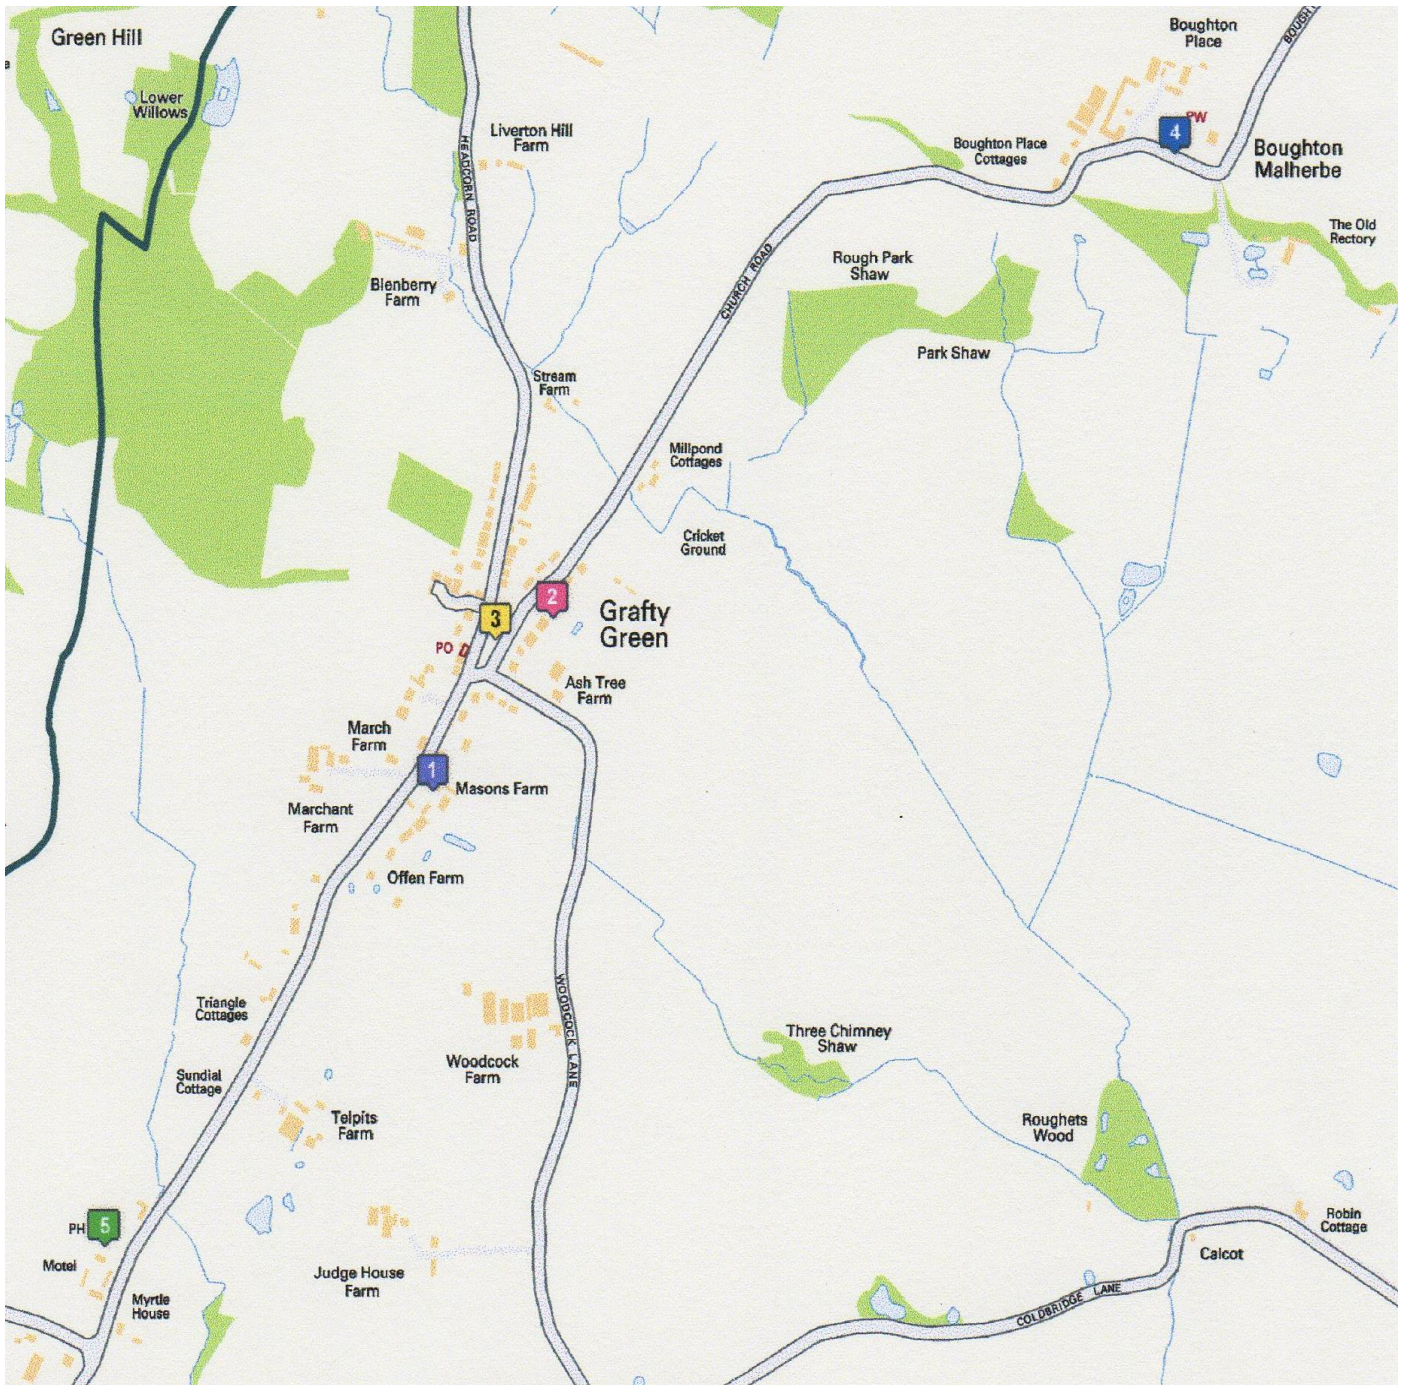 Green Hill
Lower
Willows
HEADCORN ROAD
Liverton Hill
Farm
Boughton
Place
PW
4
Boughton Place
Cottages
Boughton
Malherbe
The Old
Rectory
Blenberry
Farm
CHURCH ROAD
Rough Park
Shaw
Park Shaw
Stream
Farm
Millpond
Cottages
Cricket
Ground
2
3
Grafty
Green
PO
Ash Tree
Farm
March
Farm
1
Masons Farm
Marchant
Farm
Offen Farm
WOODCOCK LANE
Triangle
Cottages
Three Chimney
Shaw
Woodcock
Farm
Sundial
Cottage
Telpits
Farm
Roughets
Wood
PH
5
Robin
Cottage
Calcot
Motel
Judge House
Farm
Myrtle
House
COLDBRIDGE LANE